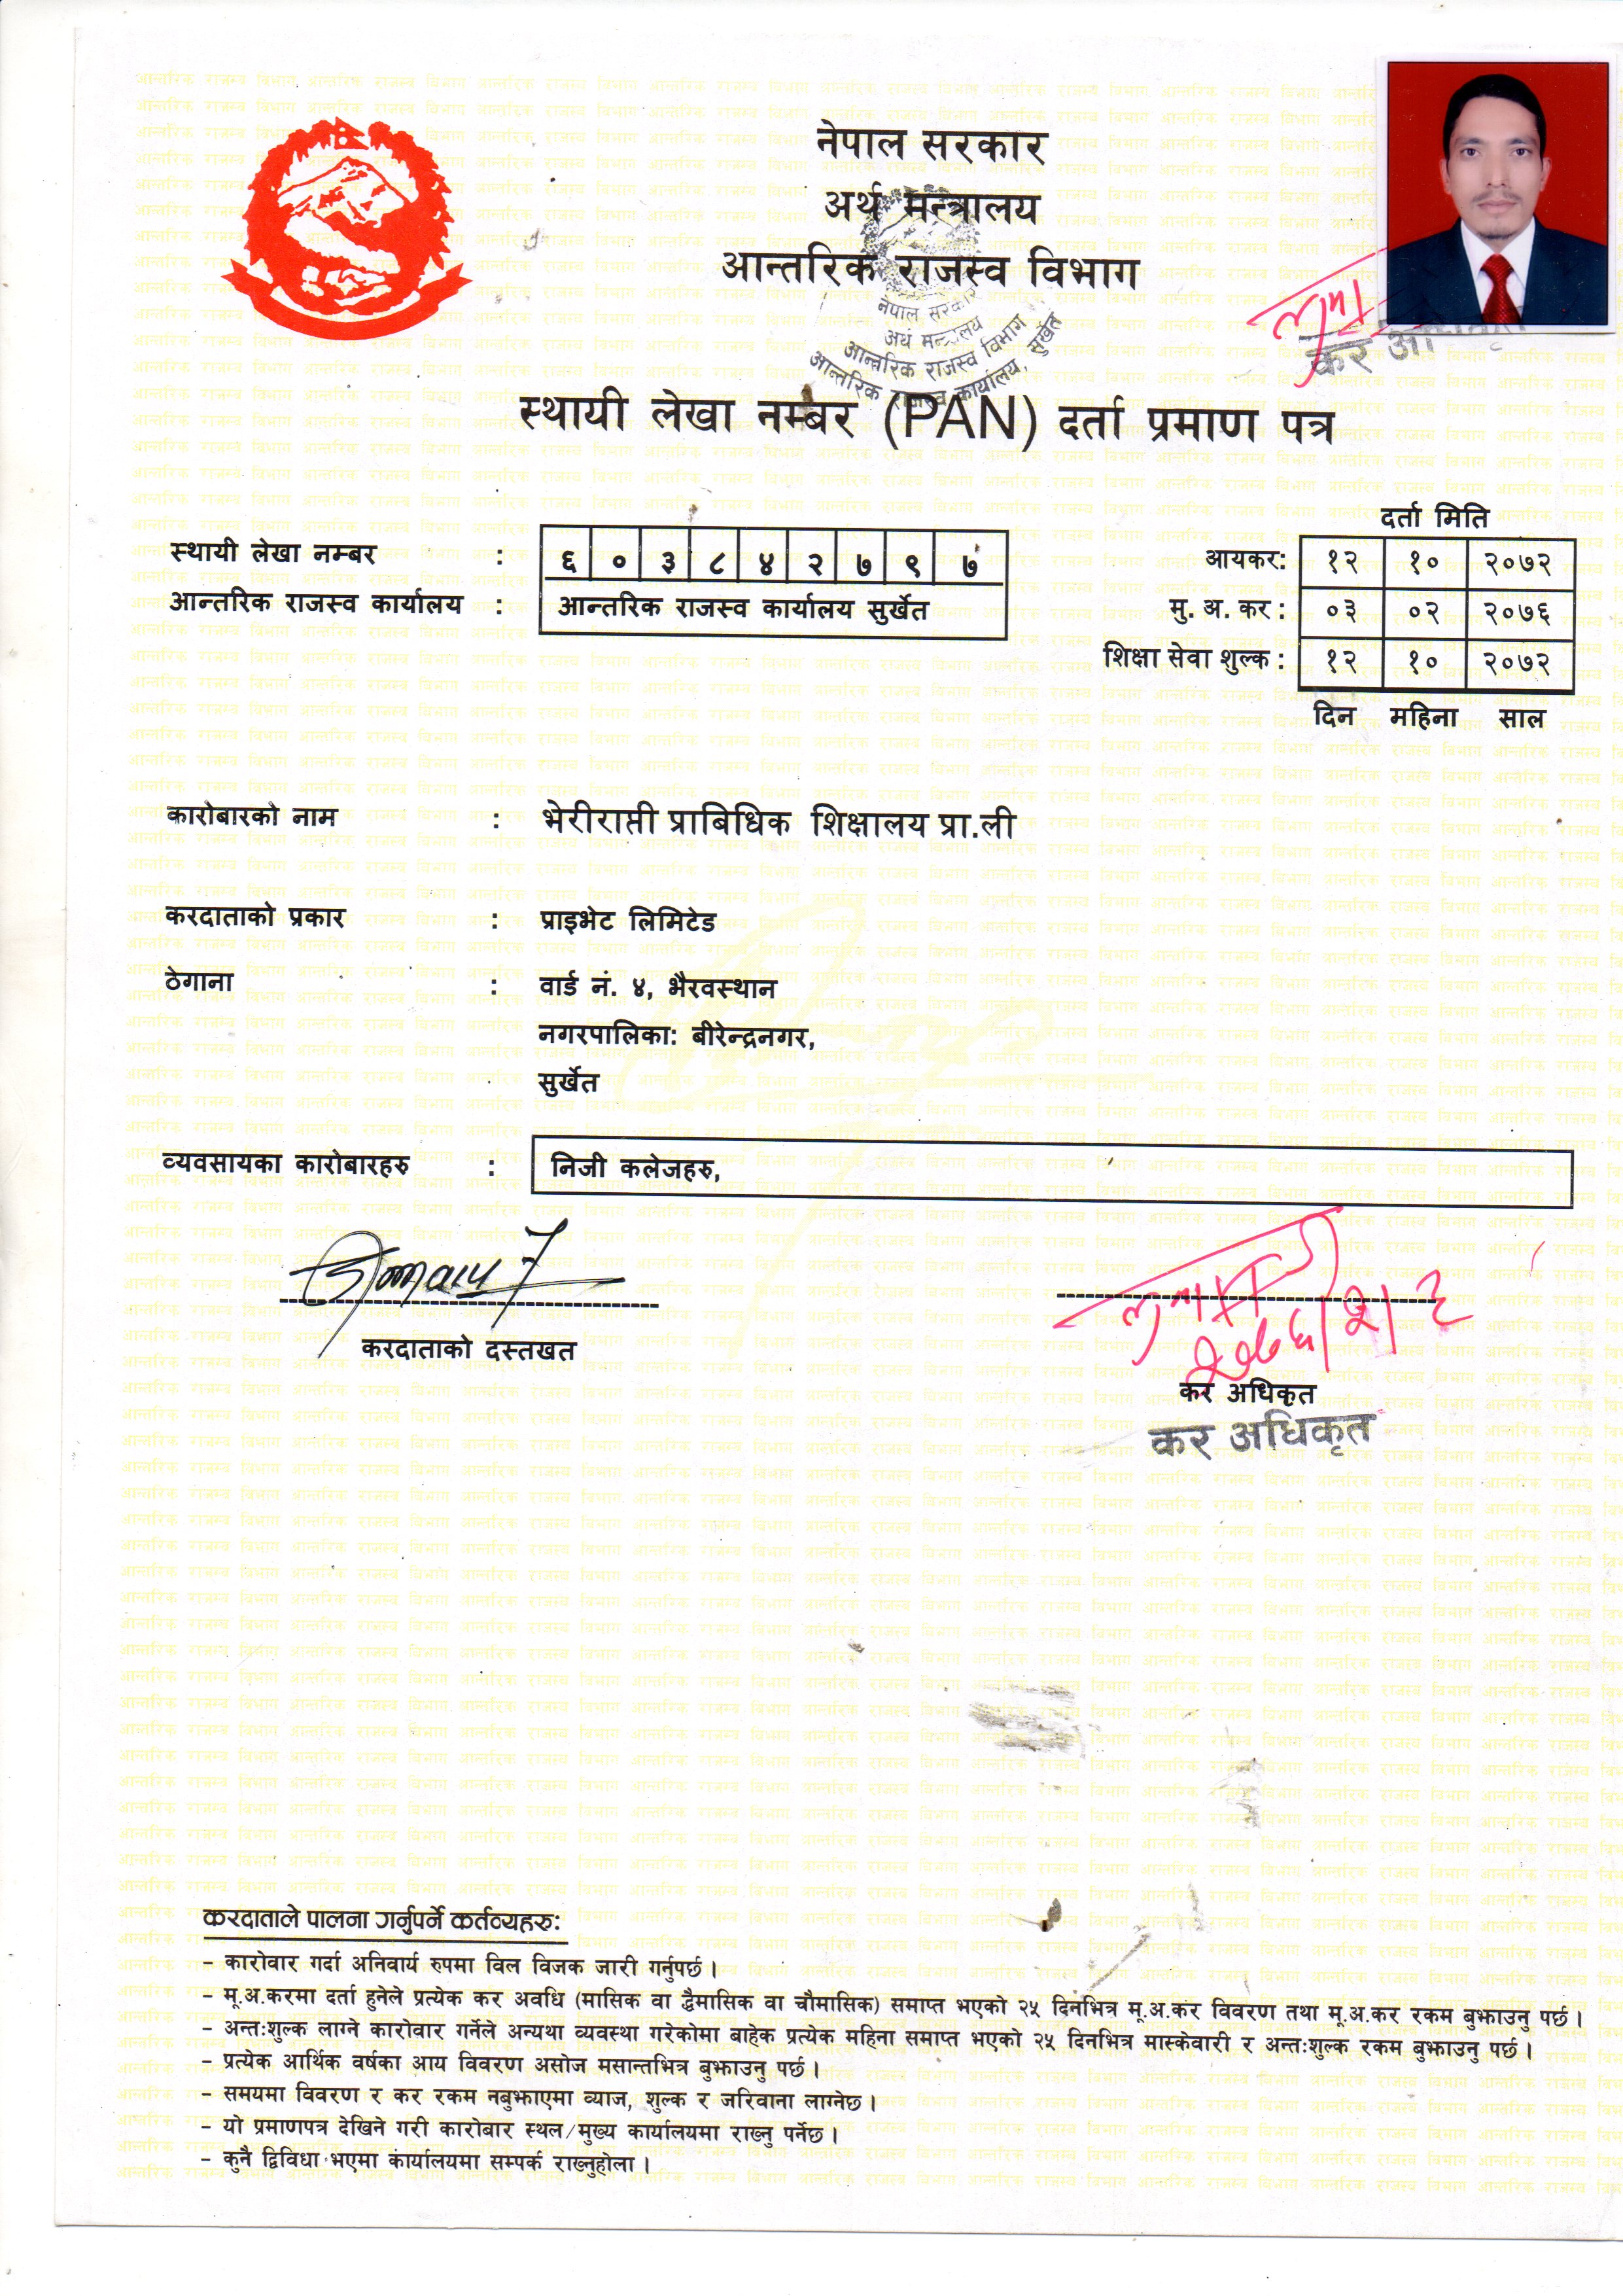 नेपाल सरकार
अर्थ मन्त्रालय
आन्तरिक राजस्व विभाग
नेपाल सरकार
अर्थ मन्त्रालय
आन्तरिक राजस्व विभाग
आन्तरिक राजस्व कार्यालय, सुर्खेत
कर अधिकृत
स्थायी लेखा नम्बर (PAN) दर्ता प्रमाण पत्र
दर्ता मिति
स्थायी लेखा नम्बर : ६ ० ३ ८ ४ २ ७ ९ ७
आन्तरिक राजस्व कार्यालय : आन्तरिक राजस्व कार्यालय सुर्खेत
आयकर: १२ १० २०७२
मु. अ. कर : ०३ ०२ २०७६
शिक्षा सेवा शुल्क : १२ १० २०७२
दिन महिना साल
कारोबारको नाम : भेरीराप्ती प्राबिधिक शिक्षालय प्रा.ली
करदाताको प्रकार : प्राइभेट लिमिटेड
ठेगाना : वार्ड नं. ४, भैरवस्थान
नगरपालिका: बीरेन्द्रनगर,
सुर्खेत
व्यवसायका कारोबारहरु : निजी कलेजहरु,
करदाताको दस्तखत
२०७६/२/३
कर अधिकृत
कर अधिकृत
करदाताले पालना गर्नुपर्ने कर्तव्यहरु:
– कारोवार गर्दा अनिवार्य रुपमा विल विजक जारी गर्नुपर्छ ।
– मू.अ.करमा दर्ता हुनेले प्रत्येक कर अवधि (मासिक वा द्वैमासिक वा चौमासिक) समाप्त भएको २५ दिनभित्र मू.अ.कर विवरण तथा मू.अ.कर रकम बुझाउनु पर्छ ।
– अन्तःशुल्क लाग्ने कारोवार गर्नेले अन्यथा व्यवस्था गरेकोमा बाहेक प्रत्येक महिना समाप्त भएको २५ दिनभित्र मास्केवारी र अन्तःशुल्क रकम बुझाउनु पर्छ ।
– प्रत्येक आर्थिक वर्षका आय विवरण असोज मसान्तभित्र बुझाउनु पर्छ ।
– समयमा विवरण र कर रकम नबुझाएमा व्याज, शुल्क र जरिवाना लाग्नेछ ।
– यो प्रमाणपत्र देखिने गरी कारोबार स्थल/मुख्य कार्यालयमा राख्नु पर्नेछ ।
– कुनै द्विविधा भएमा कार्यालयमा सम्पर्क राख्नुहोला ।